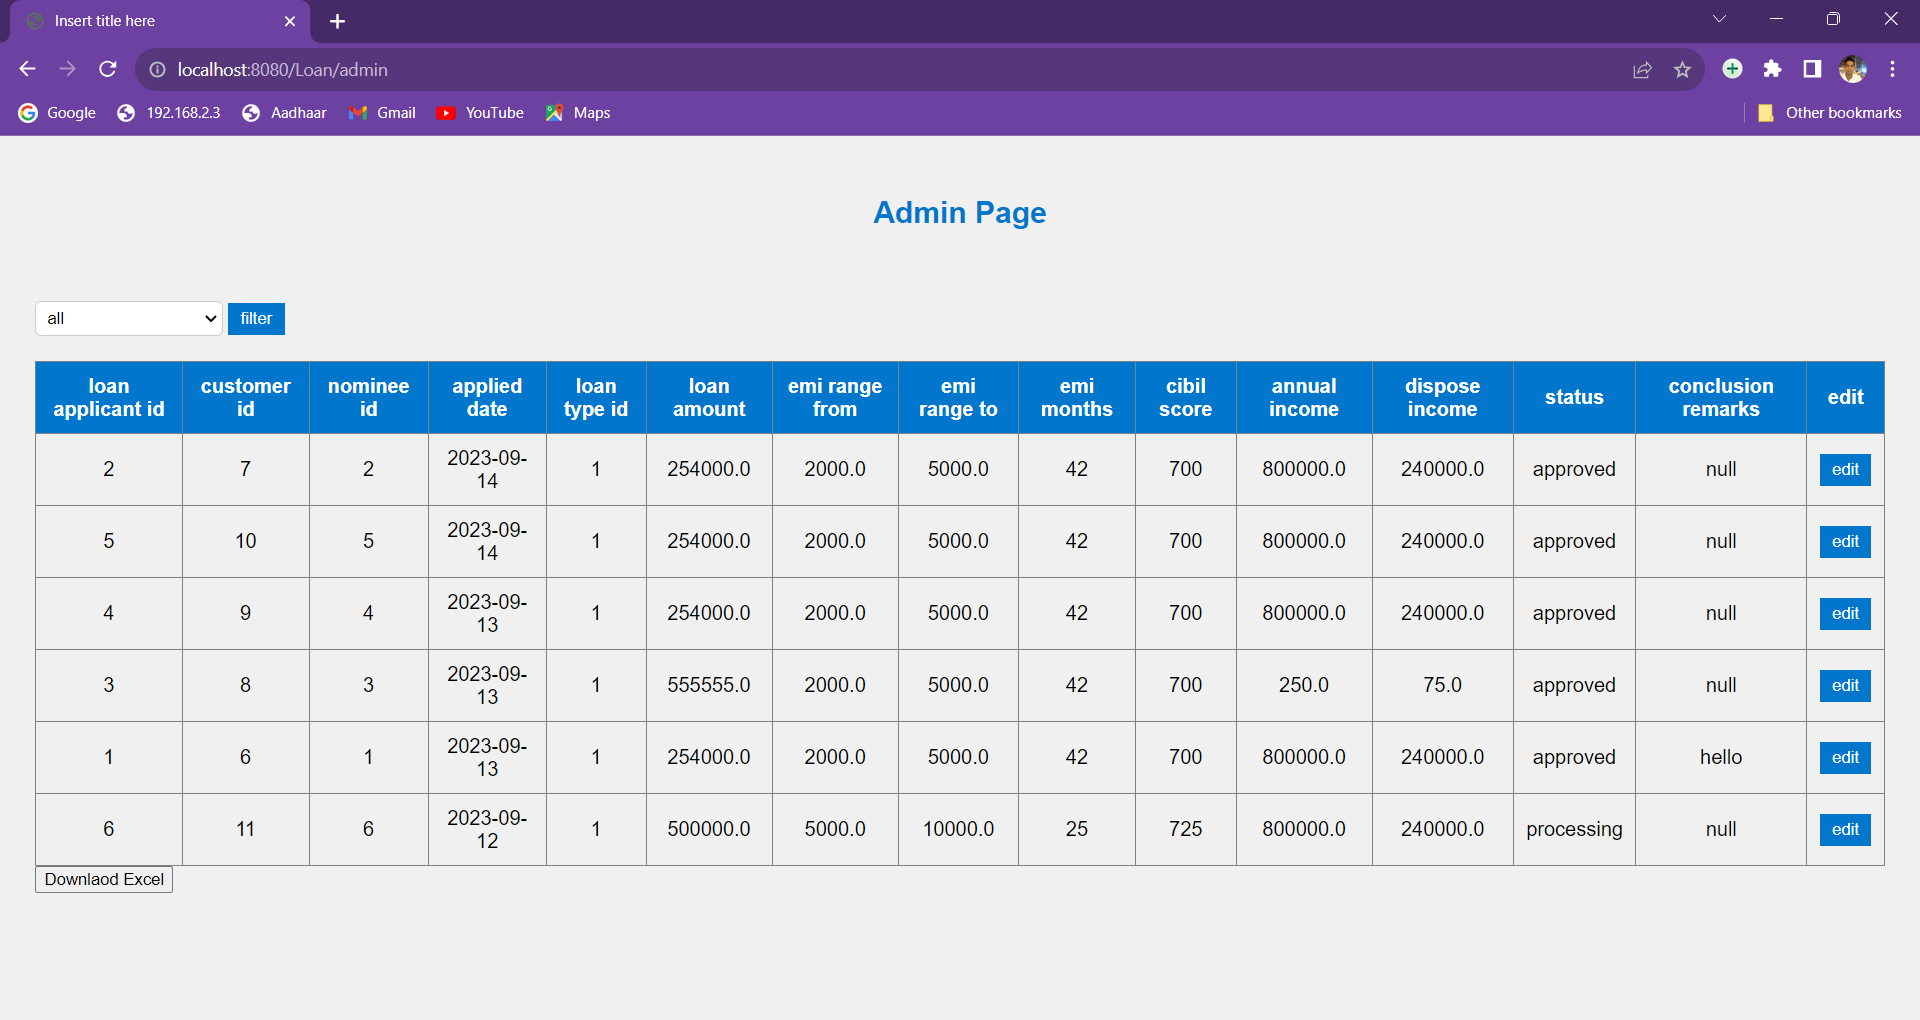 Insert title here
localhost:8080/Loan/admin
Google 192.168.2.3 Aadhaar Gmail YouTube Maps Other bookmarks
Admin Page
all filter
loan applicant id customer id nominee id applied date loan type id loan amount emi range from emi range to emi months cibil score annual income dispose income status conclusion remarks edit
2 7 2 2023-09-14 1 254000.0 2000.0 5000.0 42 700 800000.0 240000.0 approved null edit
5 10 5 2023-09-14 1 254000.0 2000.0 5000.0 42 700 800000.0 240000.0 approved null edit
4 9 4 2023-09-13 1 254000.0 2000.0 5000.0 42 700 800000.0 240000.0 approved null edit
3 8 3 2023-09-13 1 555555.0 2000.0 5000.0 42 700 250.0 75.0 approved null edit
1 6 1 2023-09-13 1 254000.0 2000.0 5000.0 42 700 800000.0 240000.0 approved hello edit
6 11 6 2023-09-12 1 500000.0 5000.0 10000.0 25 725 800000.0 240000.0 processing null edit
Downlaod Excel